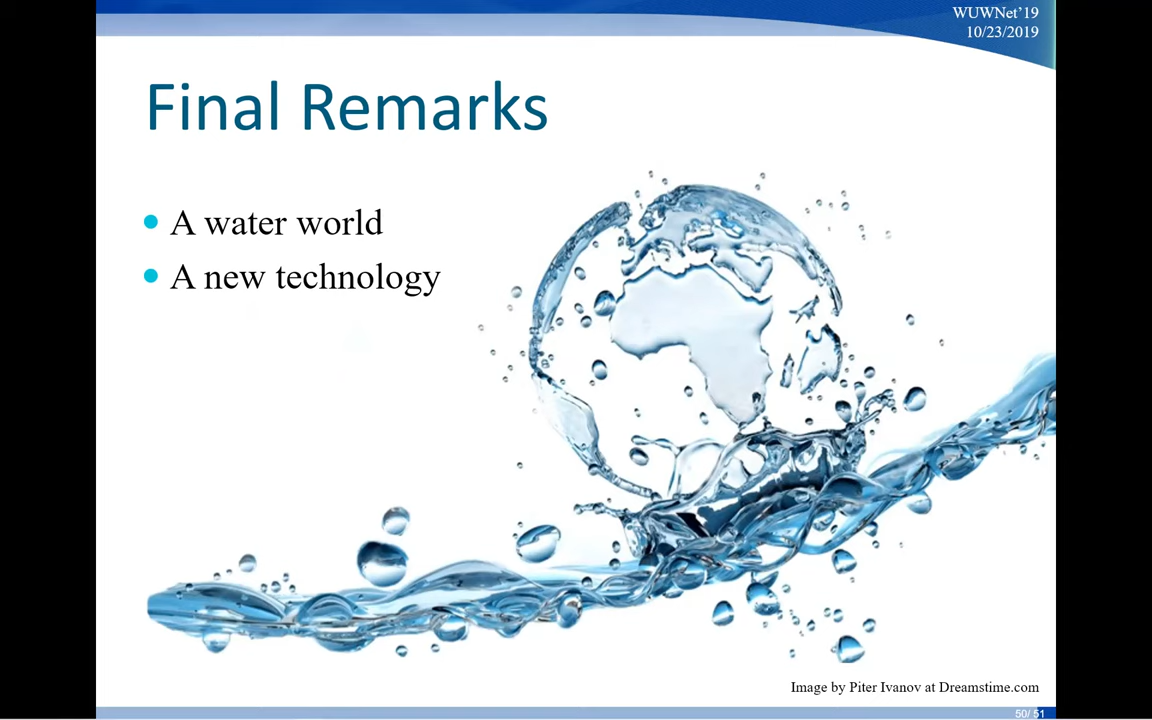 WUWNet’19
10/23/2019
Final Remarks
• A water world
• A new technology
Image by Piter Ivanov at Dreamstime.com
50/ 51